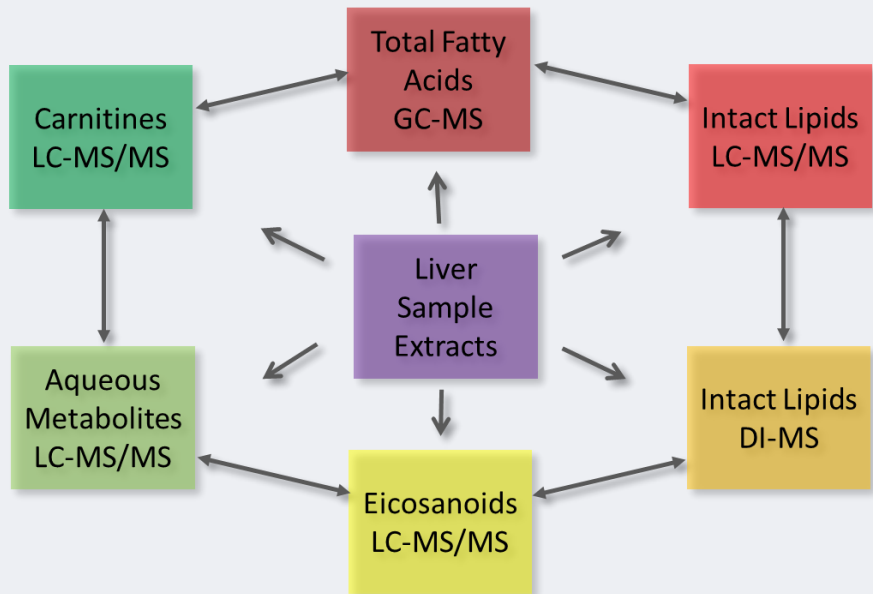 Total Fatty
Acids
GC-MS
Carnitines
LC-MS/MS
Intact Lipids
LC-MS/MS
Liver
Sample
Extracts
Aqueous
Metabolites
LC-MS/MS
Intact Lipids
DI-MS
Eicosanoids
LC-MS/MS